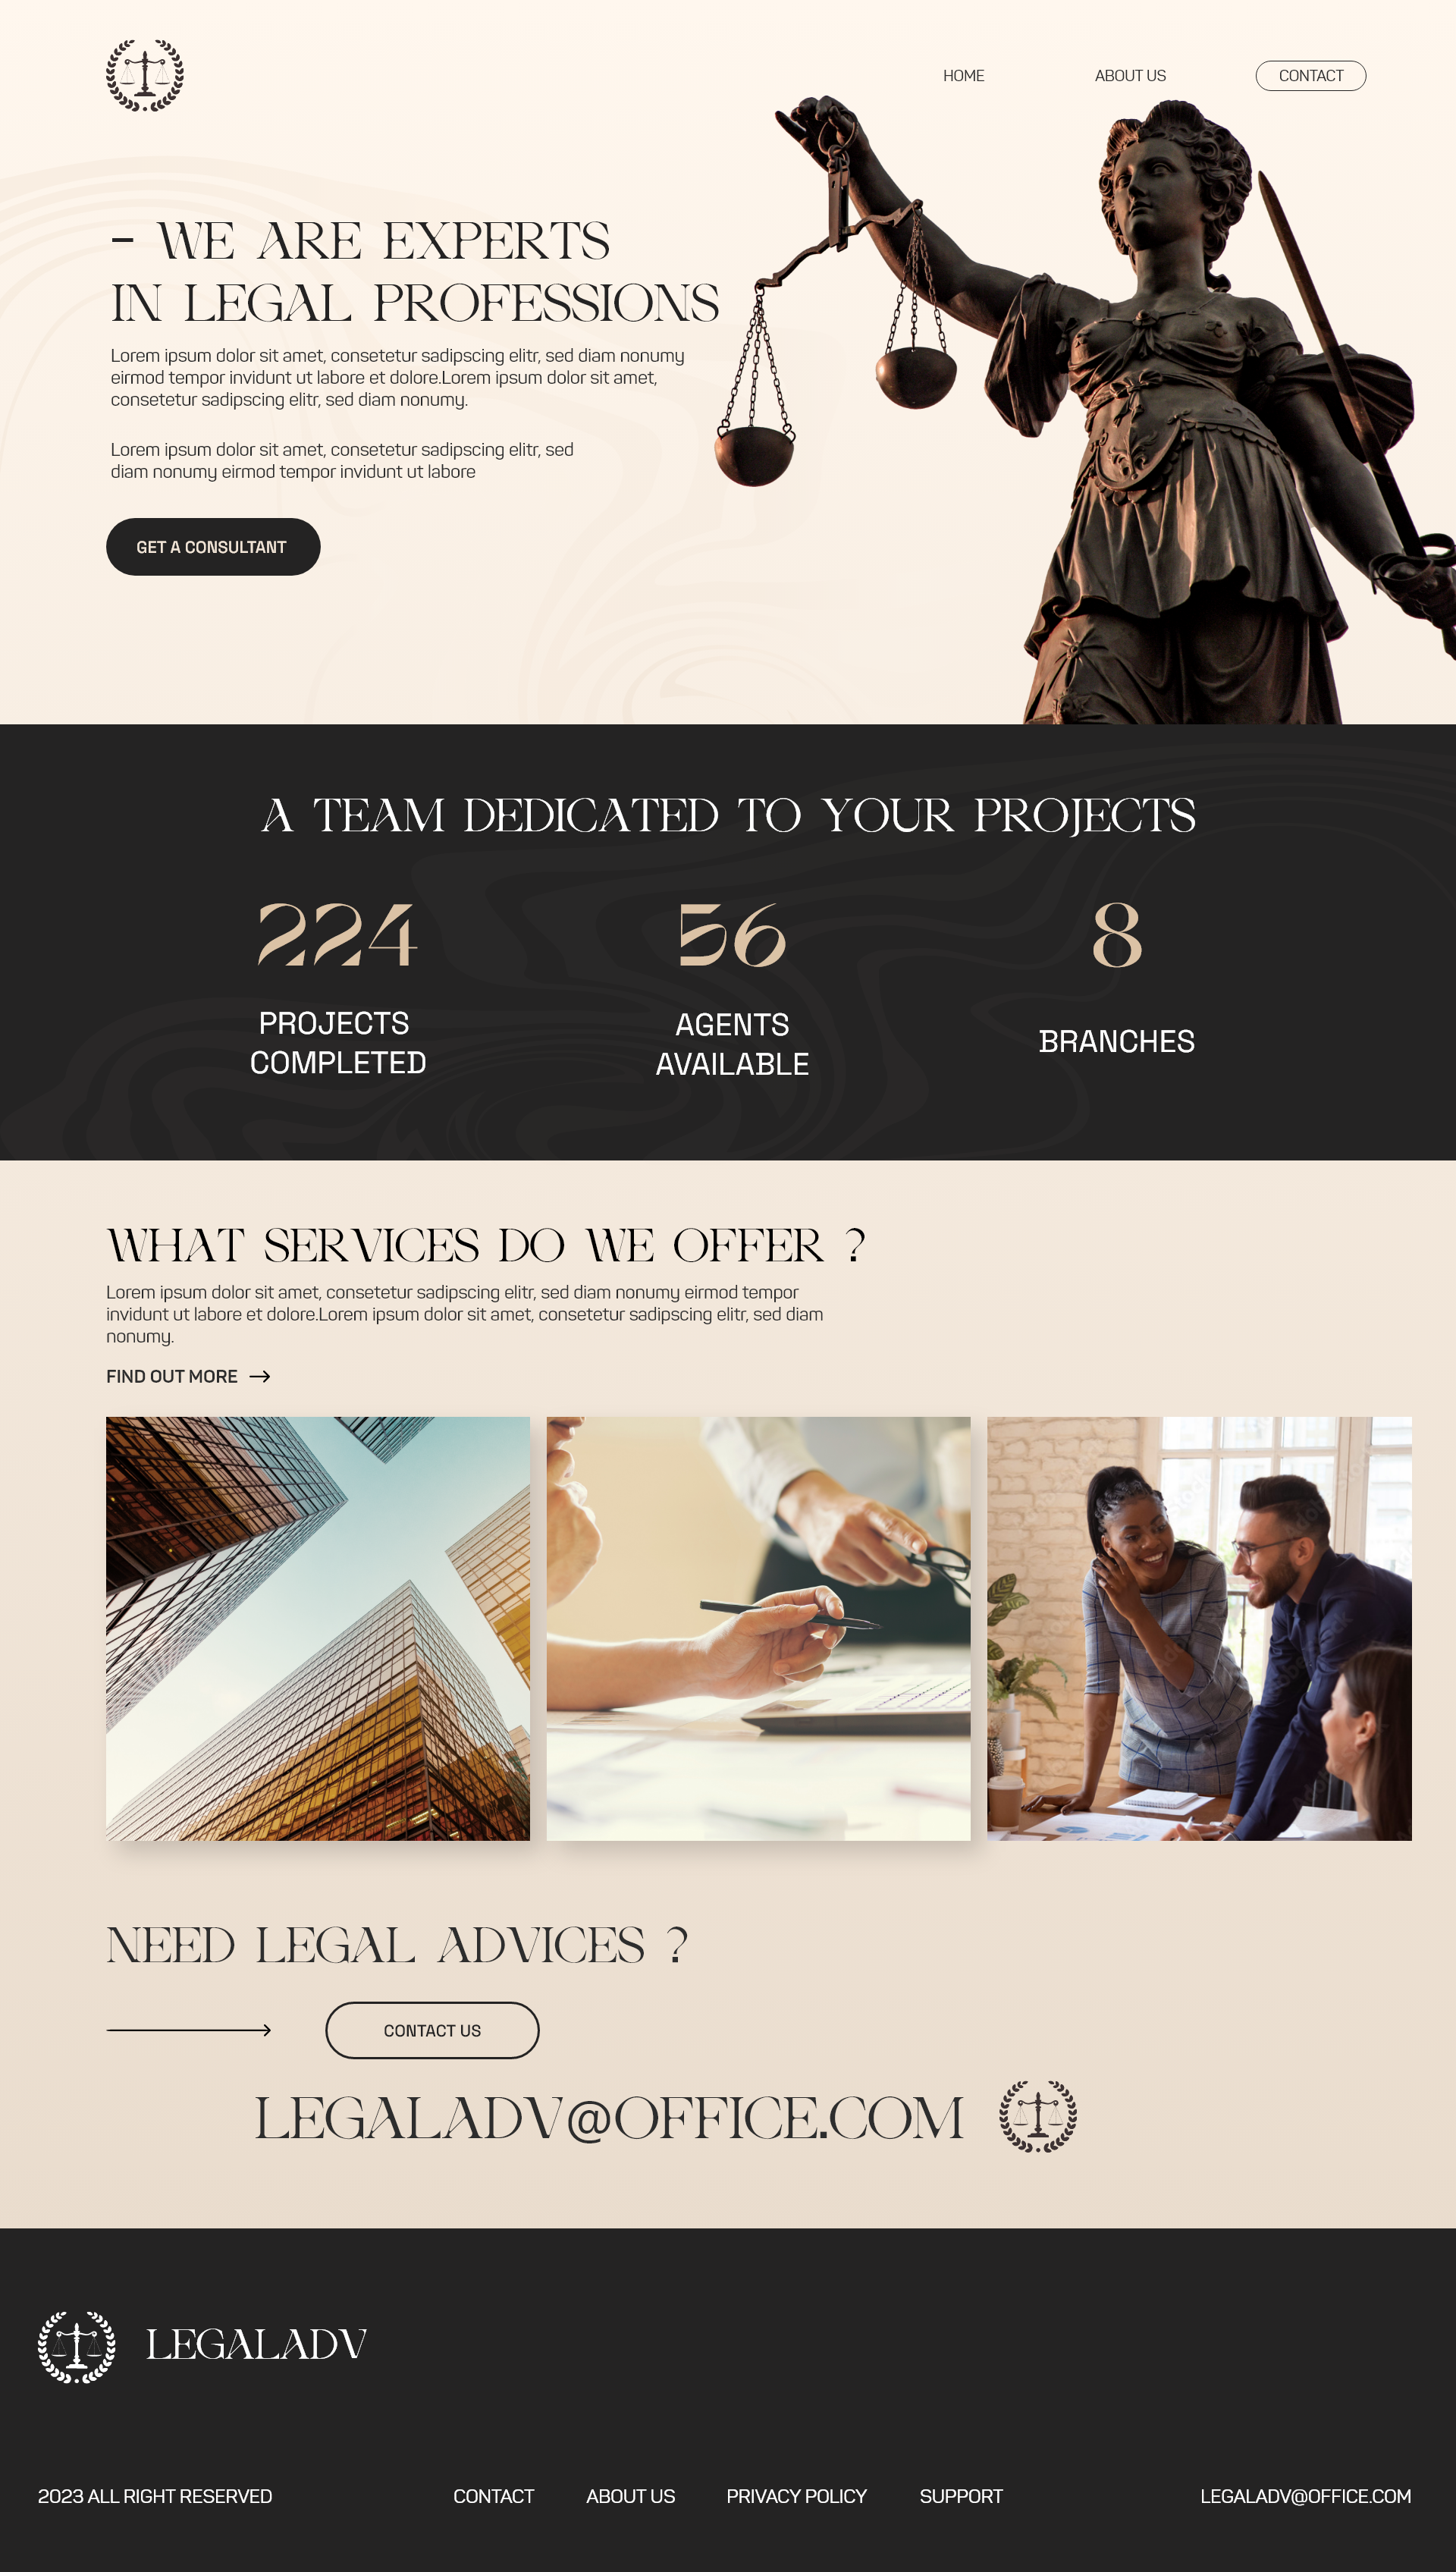 HOME
ABOUT US
CONTACT
– WE ARE EXPERTS
IN LEGAL PROFESSIONS
Lorem ipsum dolor sit amet, consetetur sadipscing elitr, sed diam nonumy
eirmod tempor invidunt ut labore et dolore.Lorem ipsum dolor sit amet,
consetetur sadipscing elitr, sed diam nonumy.
Lorem ipsum dolor sit amet, consetetur sadipscing elitr, sed
diam nonumy eirmod tempor invidunt ut labore
GET A CONSULTANT
A TEAM DEDICATED TO YOUR PROJECTS
224
PROJECTS
COMPLETED
56
AGENTS
AVAILABLE
8
BRANCHES
WHAT SERVICES DO WE OFFER ?
Lorem ipsum dolor sit amet, consetetur sadipscing elitr, sed diam nonumy eirmod tempor
invidunt ut labore et dolore.Lorem ipsum dolor sit amet, consetetur sadipscing elitr, sed diam
nonumy.
FIND OUT MORE
NEED LEGAL ADVICES ?
CONTACT US
LEGALADV@OFFICE.COM
LEGALADV
2023 ALL RIGHT RESERVED
CONTACT
ABOUT US
PRIVACY POLICY
SUPPORT
LEGALADV@OFFICE.COM